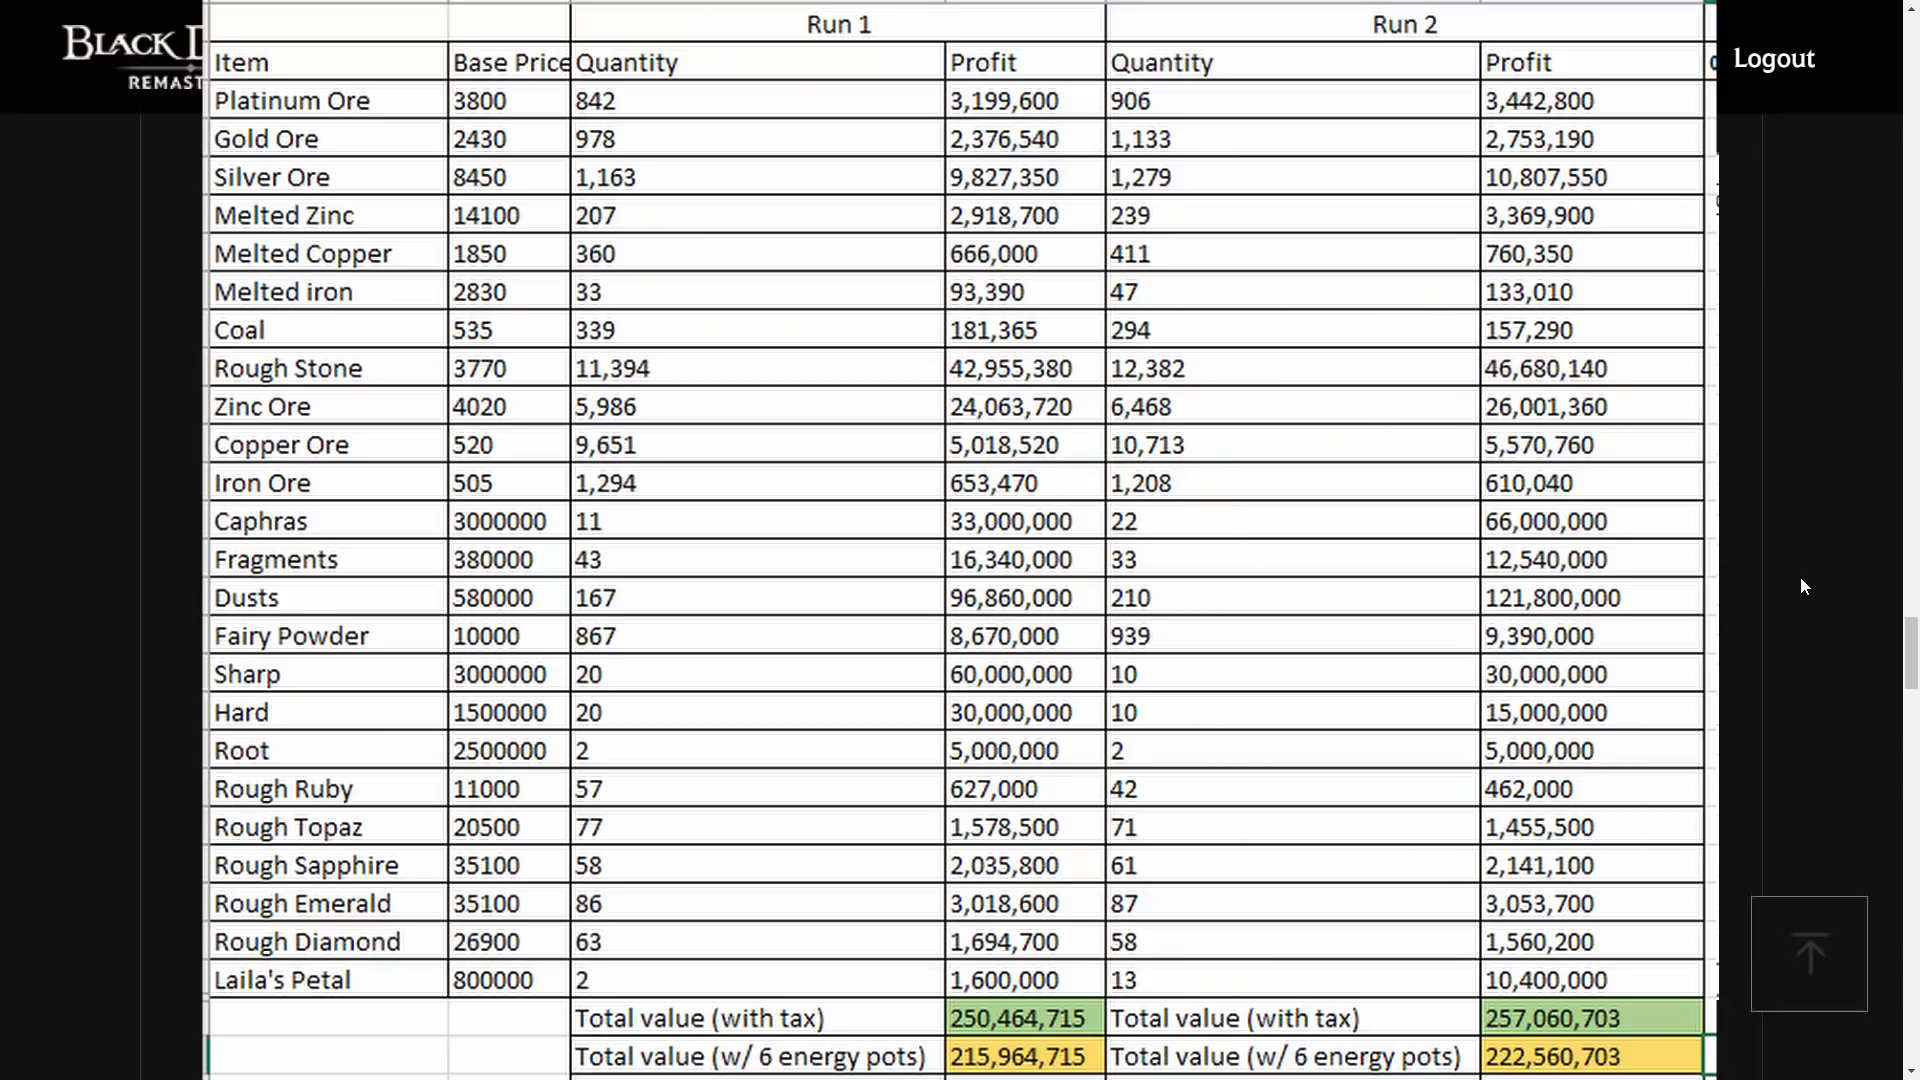 BLACK D
REMAST
Logout
Run 1 Run 2
Item Base Price Quantity Profit Quantity Profit
Platinum Ore 3800 842 3,199,600 906 3,442,800
Gold Ore 2430 978 2,376,540 1,133 2,753,190
Silver Ore 8450 1,163 9,827,350 1,279 10,807,550
Melted Zinc 14100 207 2,918,700 239 3,369,900
Melted Copper 1850 360 666,000 411 760,350
Melted iron 2830 33 93,390 47 133,010
Coal 535 339 181,365 294 157,290
Rough Stone 3770 11,394 42,955,380 12,382 46,680,140
Zinc Ore 4020 5,986 24,063,720 6,468 26,001,360
Copper Ore 520 9,651 5,018,520 10,713 5,570,760
Iron Ore 505 1,294 653,470 1,208 610,040
Caphras 3000000 11 33,000,000 22 66,000,000
Fragments 380000 43 16,340,000 33 12,540,000
Dusts 580000 167 96,860,000 210 121,800,000
Fairy Powder 10000 867 8,670,000 939 9,390,000
Sharp 3000000 20 60,000,000 10 30,000,000
Hard 1500000 20 30,000,000 10 15,000,000
Root 2500000 2 5,000,000 2 5,000,000
Rough Ruby 11000 57 627,000 42 462,000
Rough Topaz 20500 77 1,578,500 71 1,455,500
Rough Sapphire 35100 58 2,035,800 61 2,141,100
Rough Emerald 35100 86 3,018,600 87 3,053,700
Rough Diamond 26900 63 1,694,700 58 1,560,200
Laila's Petal 800000 2 1,600,000 13 10,400,000
Total value (with tax) 250,464,715 Total value (with tax) 257,060,703
Total value (w/ 6 energy pots) 215,964,715 Total value (w/ 6 energy pots) 222,560,703